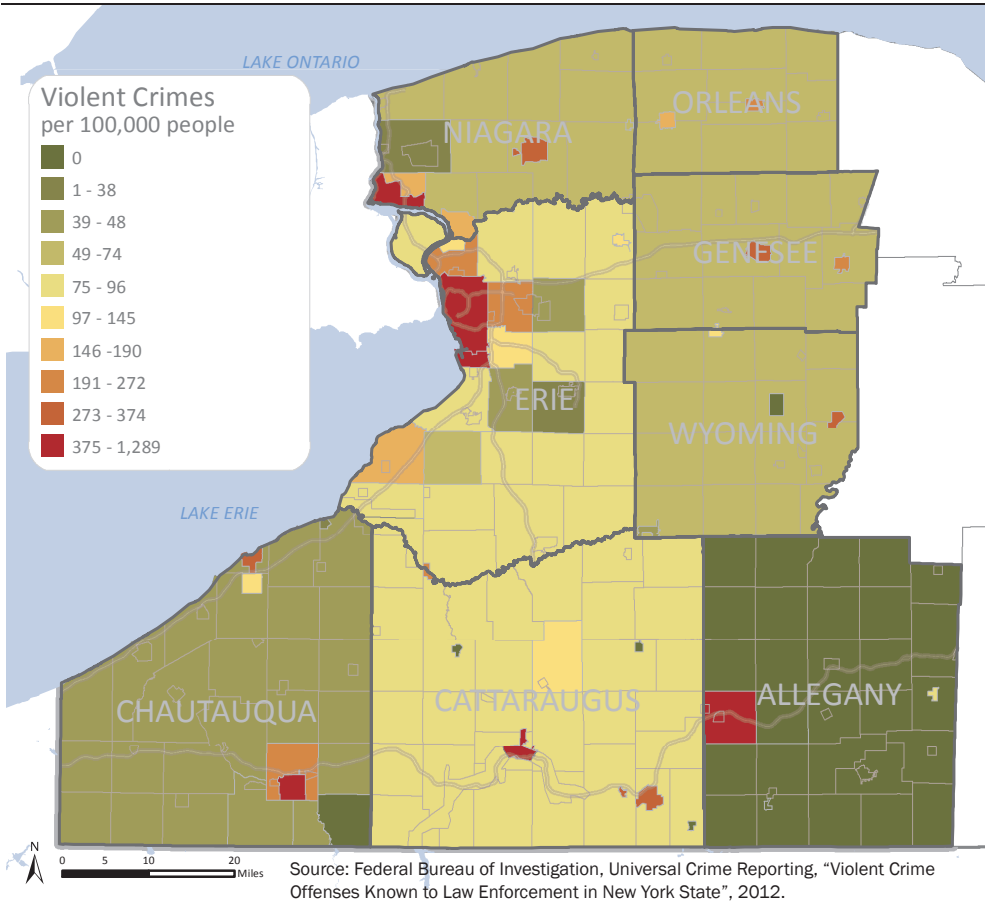 LAKE ONTARIO
Violent Crimes
per 100,000 people
0
1 - 38
39 - 48
49 - 74
75 - 96
97 - 145
146 -190
191 - 272
273 - 374
375 - 1,289
NIAGARA
ORLEANS
GENESEE
ERIE
WYOMING
LAKE ERIE
CHAUTAUQUA
CATTARAUGUS
ALLEGANY
N
0 5 10 20
Miles
Source: Federal Bureau of Investigation, Universal Crime Reporting, “Violent Crime
Offenses Known to Law Enforcement in New York State”, 2012.